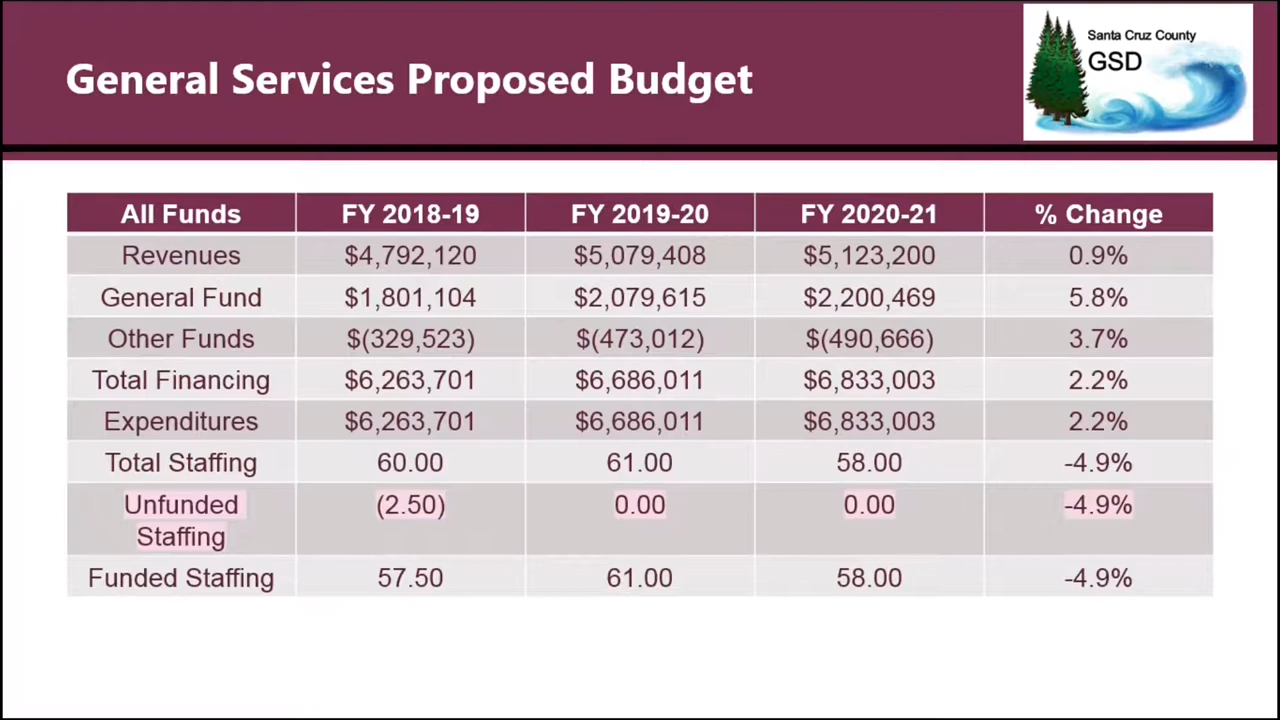 General Services Proposed Budget
Santa Cruz County
GSD
All Funds FY 2018-19 FY 2019-20 FY 2020-21 % Change
Revenues $4,792,120 $5,079,408 $5,123,200 0.9%
General Fund $1,801,104 $2,079,615 $2,200,469 5.8%
Other Funds $(329,523) $(473,012) $(490,666) 3.7%
Total Financing $6,263,701 $6,686,011 $6,833,003 2.2%
Expenditures $6,263,701 $6,686,011 $6,833,003 2.2%
Total Staffing 60.00 61.00 58.00 -4.9%
Unfunded (2.50) 0.00 0.00 -4.9%
Staffing
Funded Staffing 57.50 61.00 58.00 -4.9%